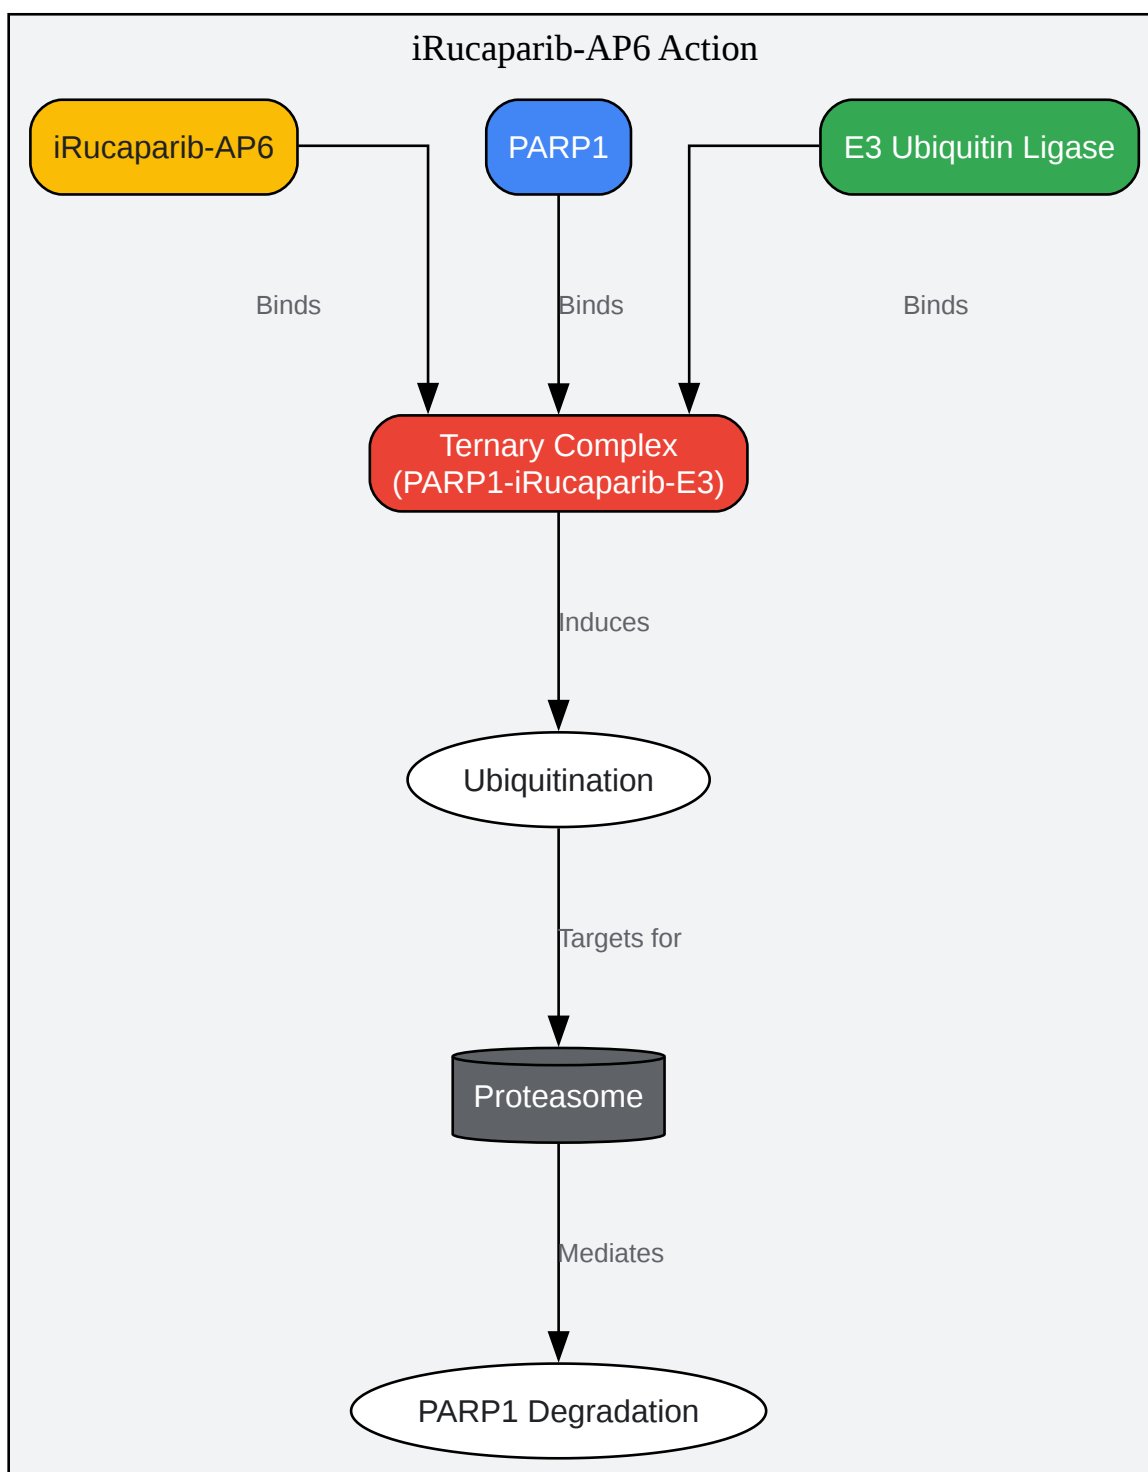 iRucaparib-AP6 Action
iRucaparib-AP6
PARP1
E3 Ubiquitin Ligase
Binds
Binds
Binds
Ternary Complex
(PARP1-iRucaparib-E3)
Induces
Ubiquitination
Targets for
Proteasome
Mediates
PARP1 Degradation